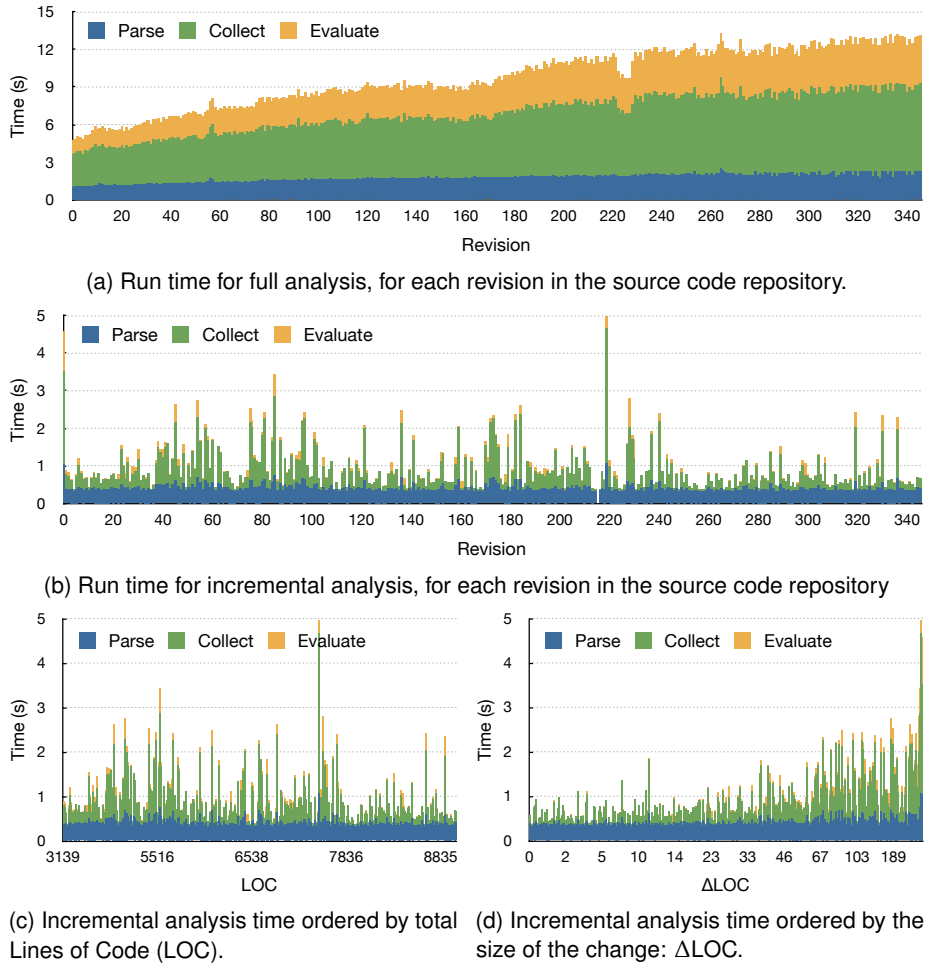 15
12
9
6
3
0
Time (s)
Parse Collect Evaluate
0 20 40 60 80 100 120 140 160 180 200 220 240 260 280 300 320 340
Revision
(a) Run time for full analysis, for each revision in the source code repository.
5
4
3
2
1
0
Time (s)
Parse Collect Evaluate
0 20 40 60 80 100 120 140 160 180 200 220 240 260 280 300 320 340
Revision
(b) Run time for incremental analysis, for each revision in the source code repository
5
4
3
2
1
0
Time (s)
Parse Collect Evaluate
3139 5516 6538 7836 8835
LOC
(c) Incremental analysis time ordered by total
Lines of Code (LOC).
5
4
3
2
1
0
Time (s)
Parse Collect Evaluate
0 2 5 10 14 23 33 46 67 103 189
ΔLOC
(d) Incremental analysis time ordered by the
size of the change: ΔLOC.